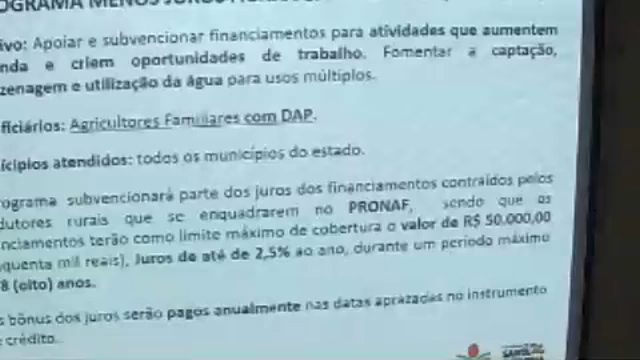 OGRAMA MENOS JUROS
ivo: Apoiar e subvencionar financiamentos para atividades que aumentem
nda e criem oportunidades de trabalho. Fomentar a captação,
zenagem e utilização da água para usos múltiplos.
ficiários: Agricultores Familiares com DAP.
icípios atendidos: todos os municípios do estado.
rograma subvencionará parte dos juros dos financiamentos contraídos pelos
dutores rurais que se enquadrarem no PRONAF, sendo que os
nciamentos terão como limite máximo de cobertura o valor de R$ 50.000,00
nquenta mil reais), Juros de até de 2,5% ao ano, durante um período máximo
8 (oito) anos.
s bônus dos juros serão pagos anualmente nas datas aprazadas no instrumento
e crédito.